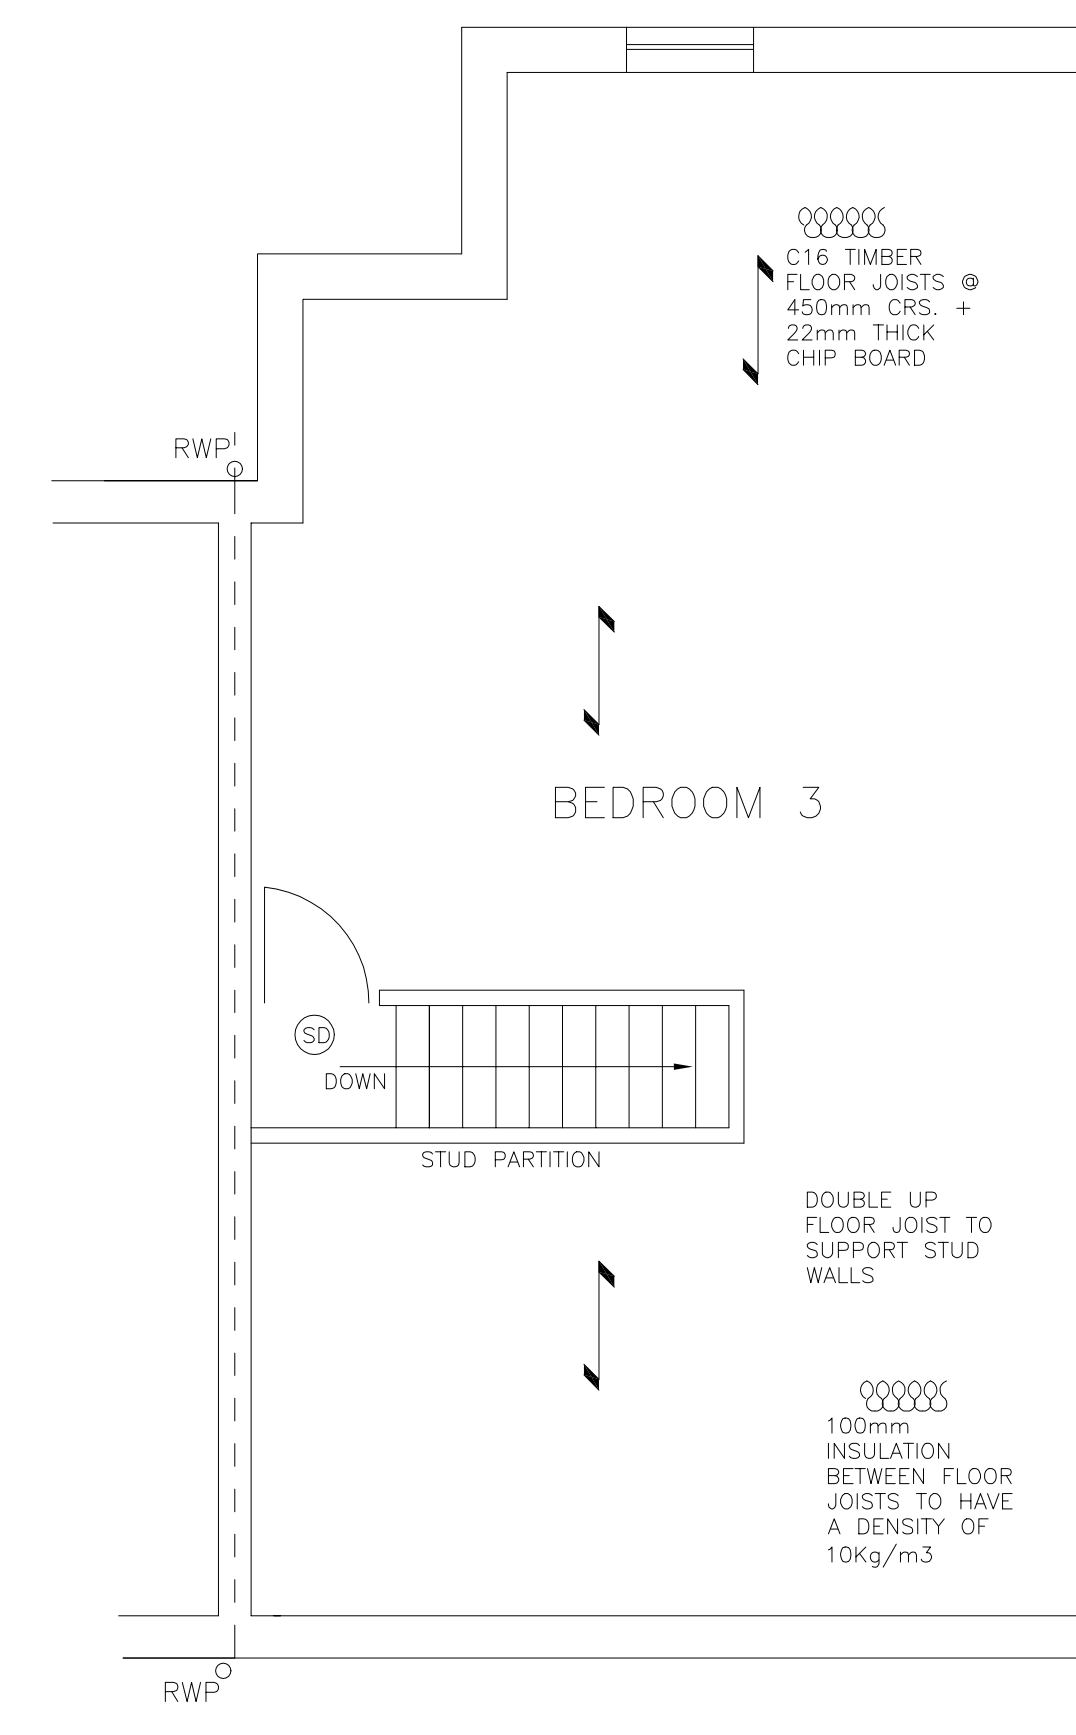 C16 TIMBER
FLOOR JOISTS @
450mm CRS. +
22mm THICK
CHIP BOARD
RWP
BEDROOM 3
SD
DOWN
STUD PARTITION
DOUBLE UP
FLOOR JOIST TO
SUPPORT STUD
WALLS
100mm
INSULATION
BETWEEN FLOOR
JOISTS TO HAVE
A DENSITY OF
10Kg/m3
RWP